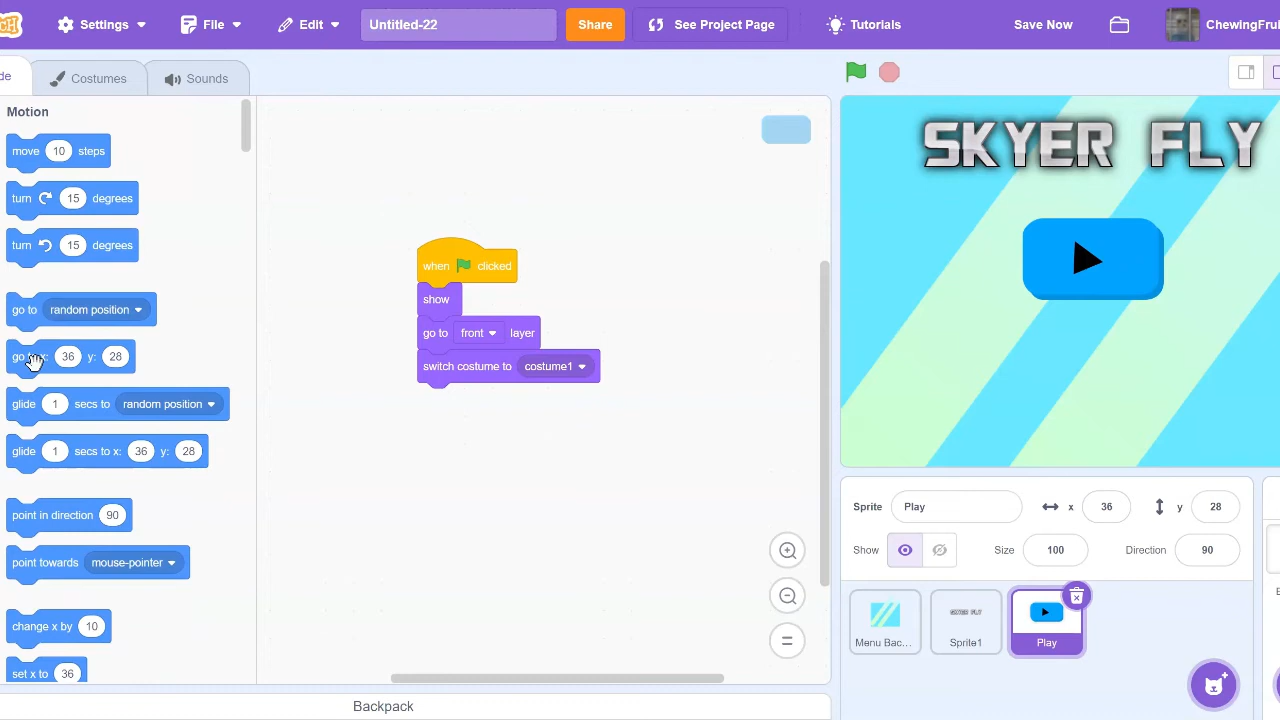 Settings File Edit Untitled-22 Share See Project Page Tutorials Save Now
Costumes Sounds
Motion
move 10 steps
turn 15 degrees
turn 15 degrees
go to random position
36 y: 28
glide 1 secs to random position
glide 1 secs to x: 36 y: 28
point in direction 90
point towards mouse-pointer
change x by 10
set x to 36
when clicked
show
go to front layer
switch costume to costume1
SKYER FLY
Sprite Play x 36 y 28
Show Size 100 Direction 90
Menu Bac... Sprite1 Play
SKYER FLY
Backpack